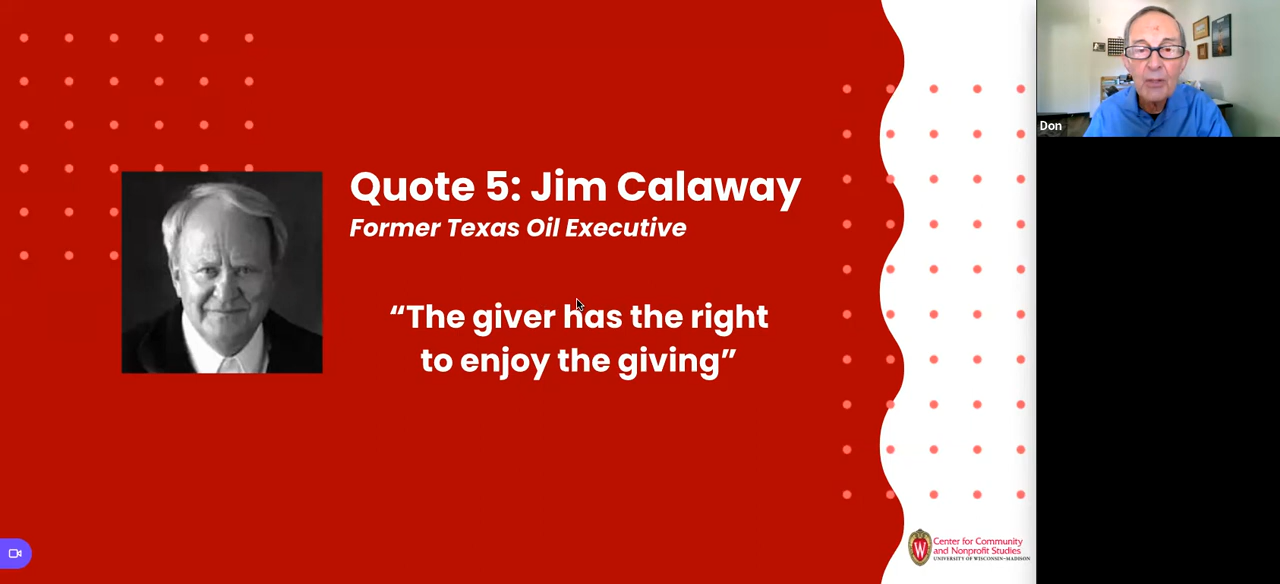 Quote 5: Jim Calaway
Former Texas Oil Executive
“The giver has the right
to enjoy the giving”
Don
W
Center for Community
and Nonprofit Studies
UNIVERSITY OF WISCONSIN–MADISON